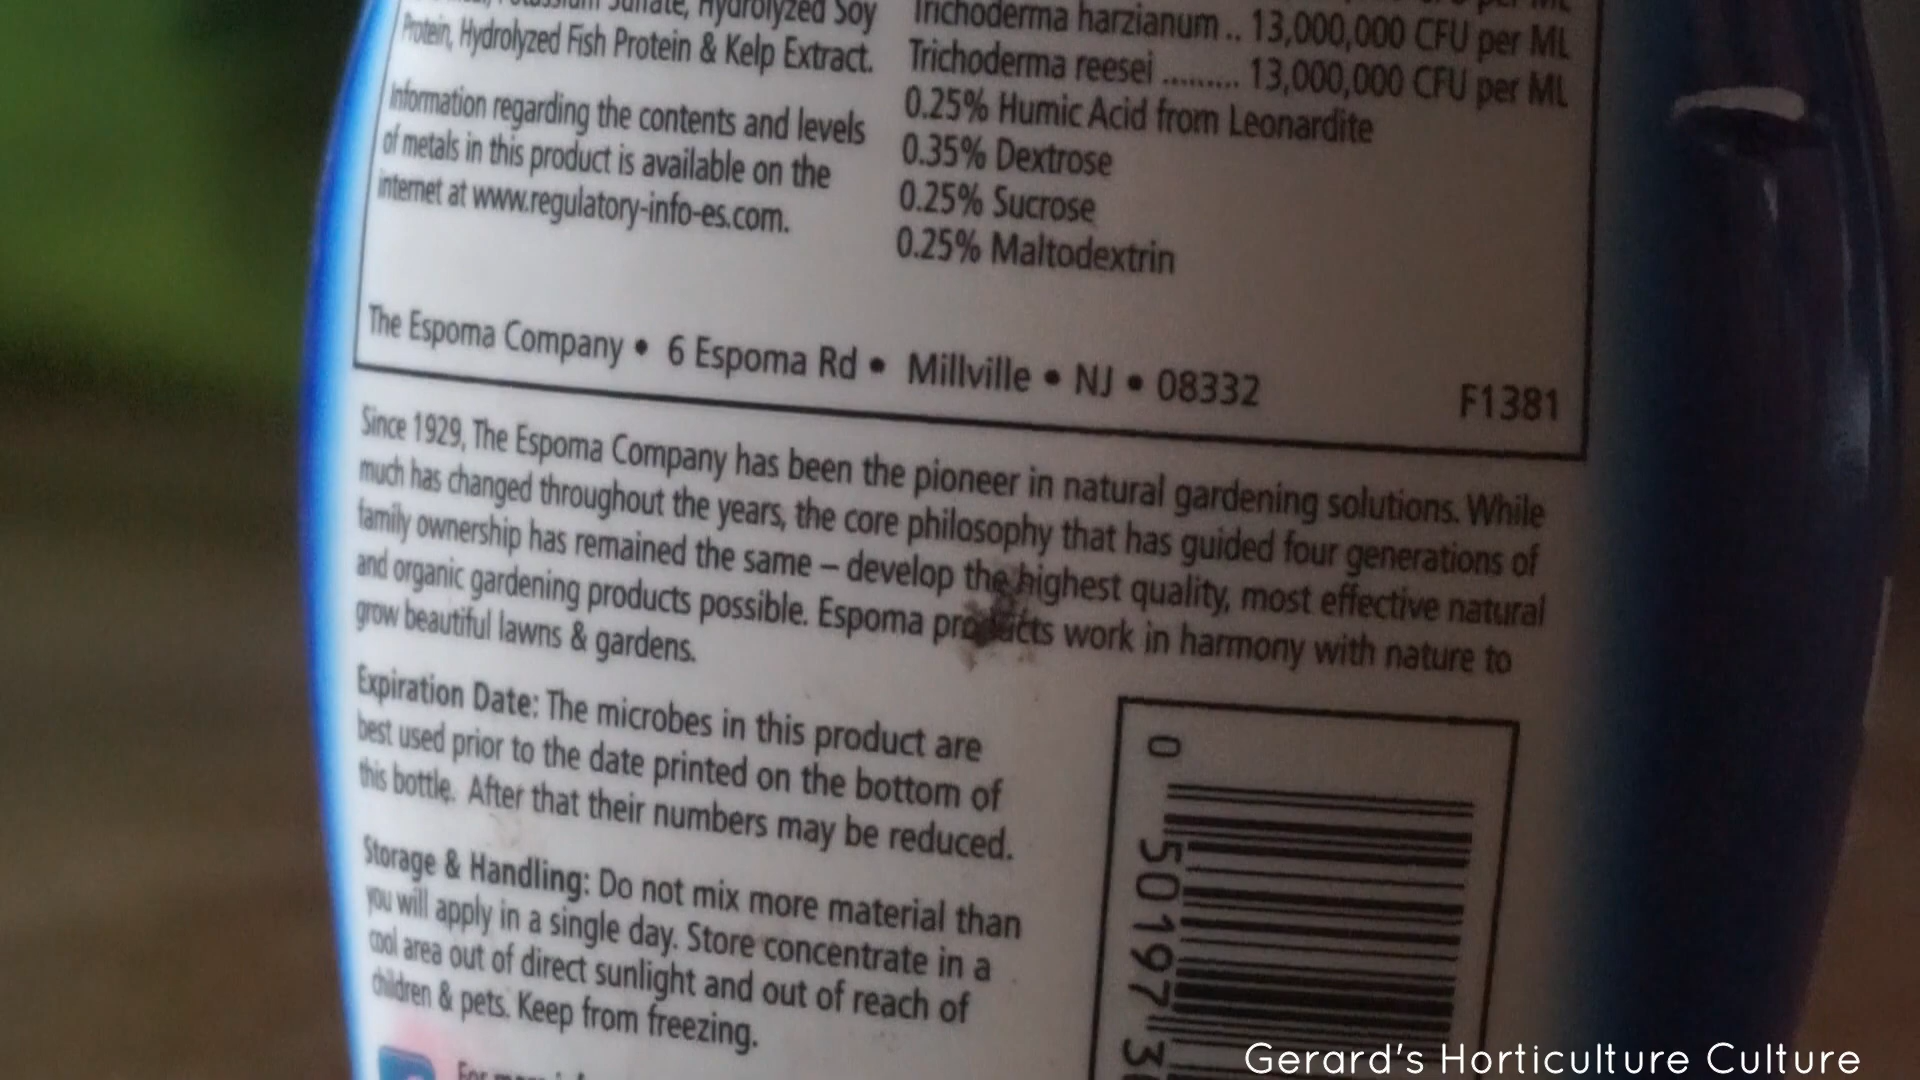 Sulfate, Hydrolyzed Soy
Protein, Hydrolyzed Fish Protein & Kelp Extract.
Information regarding the contents and levels
of metals in this product is available on the
internet at www.regulatory-info-es.com.
Trichoderma harzianum .. 13,000,000 CFU per ML
Trichoderma reesei ......... 13,000,000 CFU per ML
0.25% Humic Acid from Leonardite
0.35% Dextrose
0.25% Sucrose
0.25% Maltodextrin
The Espoma Company • 6 Espoma Rd • Millville • NJ • 08332 F1381
Since 1929, The Espoma Company has been the pioneer in natural gardening solutions. While
much has changed throughout the years, the core philosophy that has guided four generations of
family ownership has remained the same – develop the highest quality, most effective natural
and organic gardening products possible. Espoma products work in harmony with nature to
grow beautiful lawns & gardens.
Expiration Date: The microbes in this product are
best used prior to the date printed on the bottom of
this bottle. After that their numbers may be reduced.
Storage & Handling: Do not mix more material than
you will apply in a single day. Store concentrate in a
cool area out of direct sunlight and out of reach of
children & pets. Keep from freezing.
0 50197 3
Gerard's Horticulture Culture